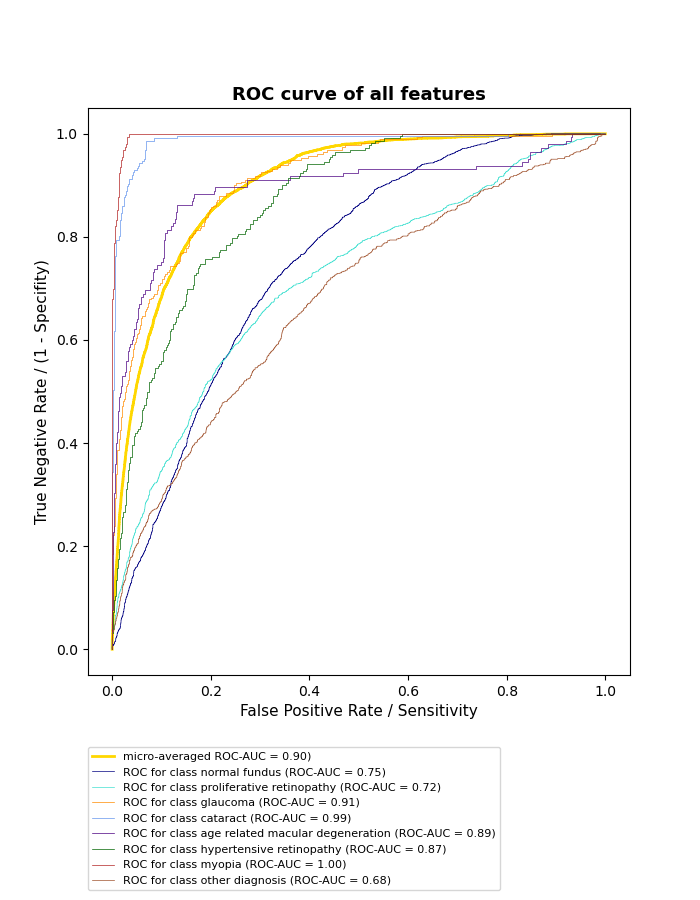 ROC curve of all features
1.0
0.8
0.6
0.4
0.2
0.0
True Negative Rate / (1 - Specifity)
0.0 0.2 0.4 0.6 0.8 1.0
False Positive Rate / Sensitivity
micro-averaged ROC-AUC = 0.90)
ROC for class normal fundus (ROC-AUC = 0.75)
ROC for class proliferative retinopathy (ROC-AUC = 0.72)
ROC for class glaucoma (ROC-AUC = 0.91)
ROC for class cataract (ROC-AUC = 0.99)
ROC for class age related macular degeneration (ROC-AUC = 0.89)
ROC for class hypertensive retinopathy (ROC-AUC = 0.87)
ROC for class myopia (ROC-AUC = 1.00)
ROC for class other diagnosis (ROC-AUC = 0.68)